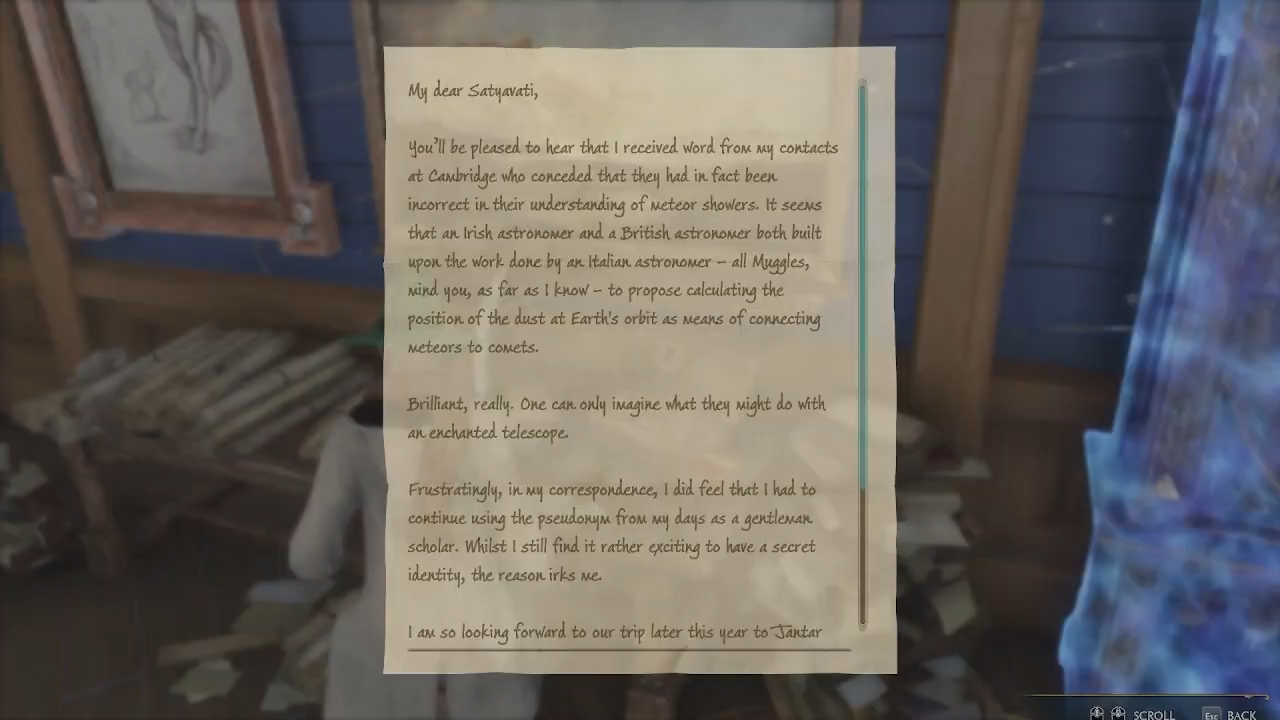 My dear Satyavati,
You'll be pleased to hear that I received word from my contacts
at Cambridge who conceded that they had in fact been
incorrect in their understanding of meteor showers. It seems
that an Irish astronomer and a British astronomer both built
upon the work done by an Italian astronomer – all Muggles,
mind you, as far as I know – to propose calculating the
position of the dust at Earth's orbit as means of connecting
meteors to comets.
Brilliant, really. One can only imagine what they might do with
an enchanted telescope.
Frustratingly, in my correspondence, I did feel that I had to
continue using the pseudonym from my days as a gentleman
scholar. Whilst I still find it rather exciting to have a secret
identity, the reason irks me.
I am so looking forward to our trip later this year to Jantar
SCROLL Esc BACK